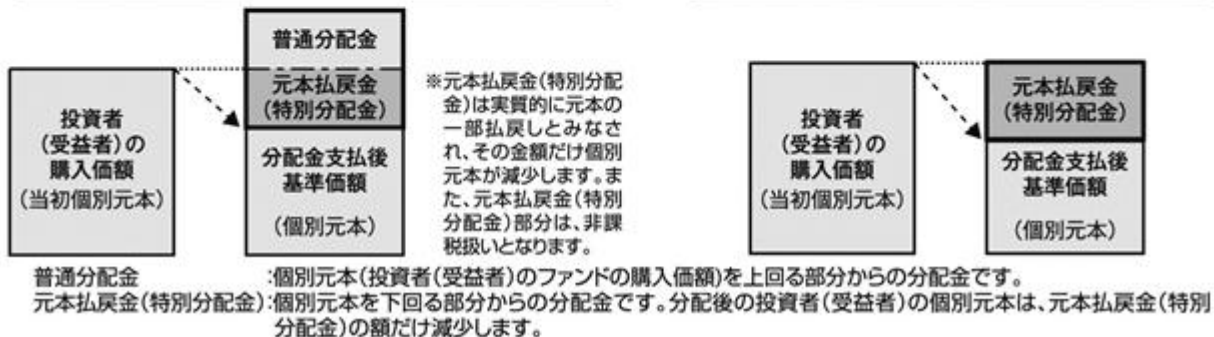 普通分配金
元本払戻金
(特別分配金)
投資者
(受益者)の
購入価額
(当初個別元本)
分配金支払後
基準価額
(個別元本)
※元本払戻金(特別分配
金)は実質的に元本の
一部払戻しとみなさ
れ、その金額だけ個別
元本が減少します。ま
た、元本払戻金(特別
分配金)部分は、非課
税扱いとなります。
投資者
(受益者)の
購入価額
(当初個別元本)
元本払戻金
(特別分配金)
分配金支払後
基準価額
(個別元本)
普通分配金 :個別元本(投資者(受益者)のファンドの購入価額)を上回る部分からの分配金です。
元本払戻金(特別分配金):個別元本を下回る部分からの分配金です。分配後の投資者(受益者)の個別元本は、元本払戻金(特別
分配金)の額だけ減少します。